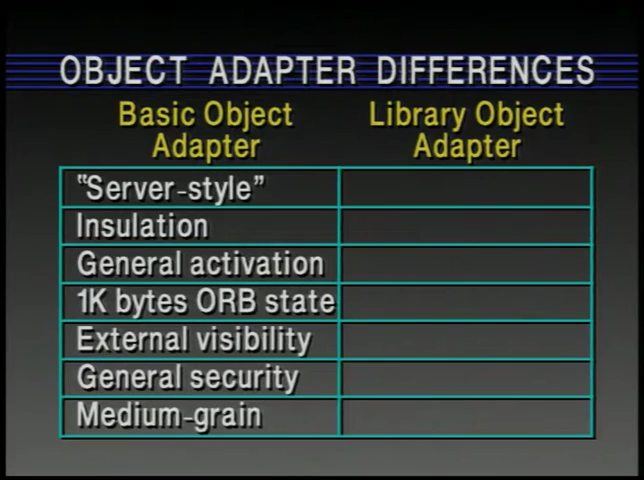 OBJECT ADAPTER DIFFERENCES
Basic Object Adapter
Library Object Adapter
"Server-style"
Insulation
General activation
1K bytes ORB state
External visibility
General security
Medium-grain